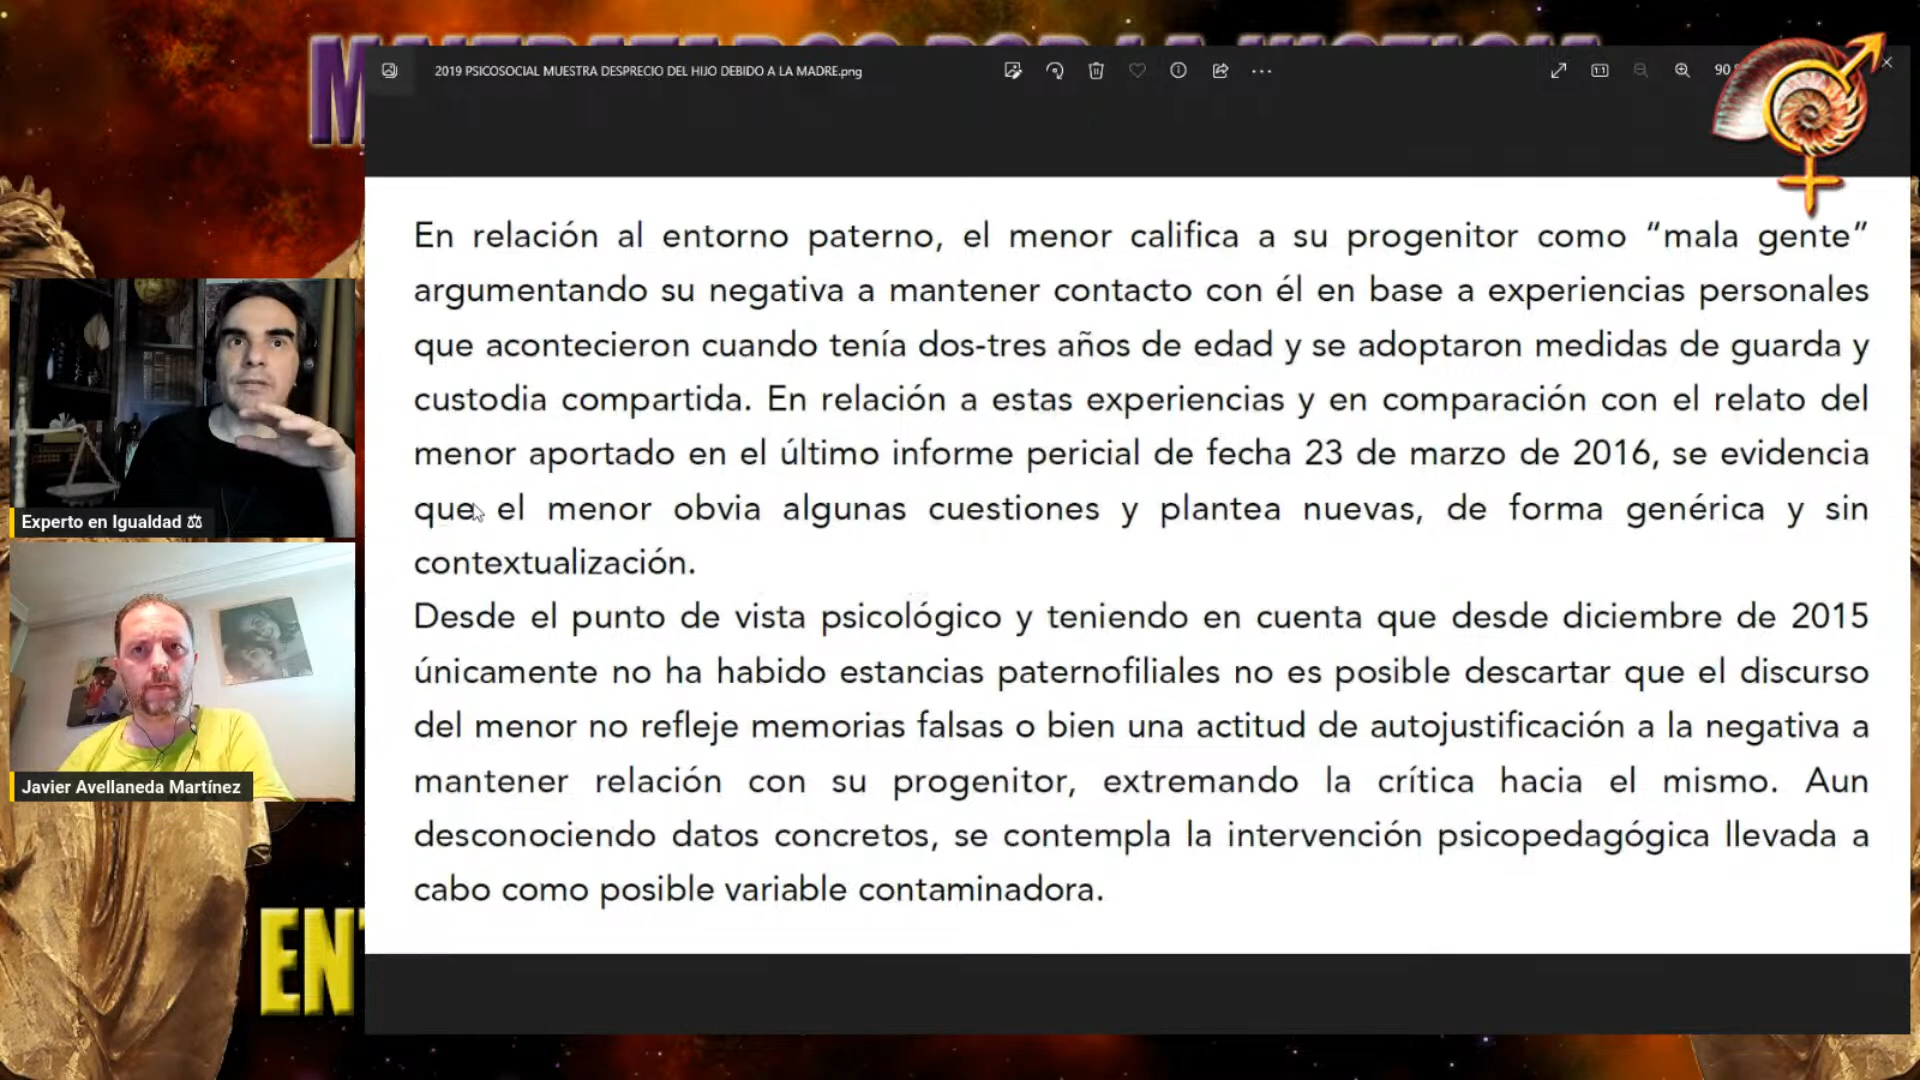 2019 PSICOSOCIAL MUESTRA DESPRECIO DEL HIJO DEBIDO A LA MADRE.png
90
En relación al entorno paterno, el menor califica a su progenitor como “mala gente”
argumentando su negativa a mantener contacto con él en base a experiencias personales
que acontecieron cuando tenía dos-tres años de edad y se adoptaron medidas de guarda y
custodia compartida. En relación a estas experiencias y en comparación con el relato del
menor aportado en el último informe pericial de fecha 23 de marzo de 2016, se evidencia
que el menor obvia algunas cuestiones y plantea nuevas, de forma genérica y sin
contextualización.
Desde el punto de vista psicológico y teniendo en cuenta que desde diciembre de 2015
únicamente no ha habido estancias paternofiliales no es posible descartar que el discurso
del menor no refleje memorias falsas o bien una actitud de autojustificación a la negativa a
mantener relación con su progenitor, extremando la crítica hacia el mismo. Aun
desconociendo datos concretos, se contempla la intervención psicopedagógica llevada a
cabo como posible variable contaminadora.
Experto en Igualdad ⚖
Javier Avellaneda Martínez